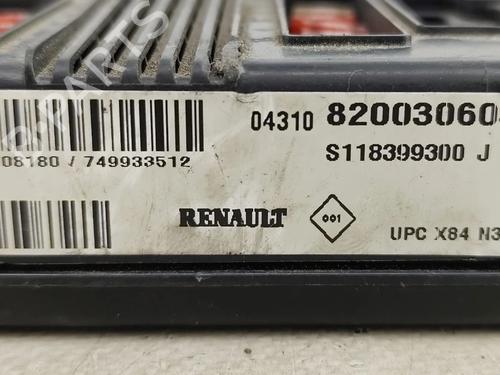 04310 82003060
S118399300 J
08180 / 749933512
RENAULT 001
UPC X84 N3